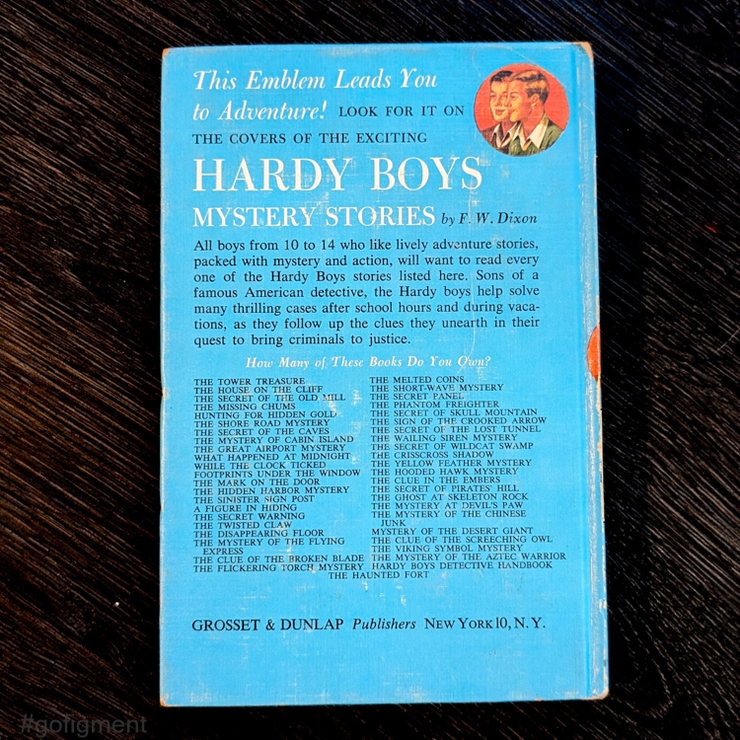 This Emblem Leads You
to Adventure! LOOK FOR IT ON
THE COVERS OF THE EXCITING
HARDY BOYS
MYSTERY STORIES by F. W. Dixon
All boys from 10 to 14 who like lively adventure stories,
packed with mystery and action, will want to read every
one of the Hardy Boys stories listed here. Sons of a
famous American detective, the Hardy boys help solve
many thrilling cases after school hours and during vaca-
tions, as they follow up the clues they unearth in their
quest to bring criminals to justice.
How Many of These Books Do You Own?
THE TOWER TREASURE
THE HOUSE ON THE CLIFF
THE SECRET OF THE OLD MILL
THE MISSING CHUMS
HUNTING FOR HIDDEN GOLD
THE SHORE ROAD MYSTERY
THE SECRET OF THE CAVES
THE MYSTERY OF CABIN ISLAND
THE GREAT AIRPORT MYSTERY
WHAT HAPPENED AT MIDNIGHT
WHILE THE CLOCK TICKED
FOOTPRINTS UNDER THE WINDOW
THE MARK ON THE DOOR
THE HIDDEN HARBOR MYSTERY
THE SINISTER SIGN POST
A FIGURE IN HIDING
THE SECRET WARNING
THE TWISTED CLAW
THE DISAPPEARING FLOOR
THE MYSTERY OF THE FLYING
EXPRESS
THE CLUE OF THE BROKEN BLADE
THE FLICKERING TORCH MYSTERY
THE MELTED COINS
THE SHORT-WAVE MYSTERY
THE SECRET PANEL
THE PHANTOM FREIGHTER
THE SECRET OF SKULL MOUNTAIN
THE SIGN OF THE CROOKED ARROW
THE SECRET OF THE LOST TUNNEL
THE WAILING SIREN MYSTERY
THE SECRET OF WILDCAT SWAMP
THE CRISSCROSS SHADOW
THE YELLOW FEATHER MYSTERY
THE HOODED HAWK MYSTERY
THE CLUE IN THE EMBERS
THE SECRET OF PIRATES' HILL
THE GHOST AT SKELETON ROCK
THE MYSTERY AT DEVIL'S PAW
THE MYSTERY OF THE CHINESE
JUNK
MYSTERY OF THE DESERT GIANT
THE CLUE OF THE SCREECHING OWL
THE VIKING SYMBOL MYSTERY
THE MYSTERY OF THE AZTEC WARRIOR
HARDY BOYS DETECTIVE HANDBOOK
THE HAUNTED FORT
GROSSET & DUNLAP Publishers NEW YORK 10, N. Y.
#gofigment